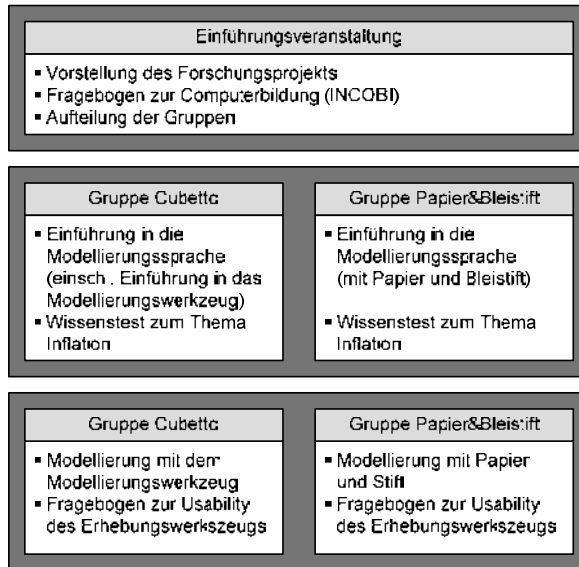 Einführungsveranstaltung
▪ Vorstellung des Forschungsprojekts
▪ Fragebogen zur Computerbildung (INCOBI)
▪ Aufteilung der Gruppen
Gruppe Cubetto
▪ Einführung in die
Modellierungssprache
(einsch. Einführung in das
Modellierungswerkzeug)
▪ Wissenstest zum Thema
Inflation
Gruppe Papier&Bleistift
▪ Einführung in die
Modellierungssprache
(mit Papier und Bleistift)
▪ Wissenstest zum Thema
Inflation
Gruppe Cubetto
▪ Modellierung mit dem
Modellierungswerkzeug
▪ Fragebogen zur Usability
des Erhebungswerkszeugs
Gruppe Papier&Bleistift
▪ Modellierung mit Papier
und Stift
▪ Fragebogen zur Usability
des Erhebungswerkszeugs